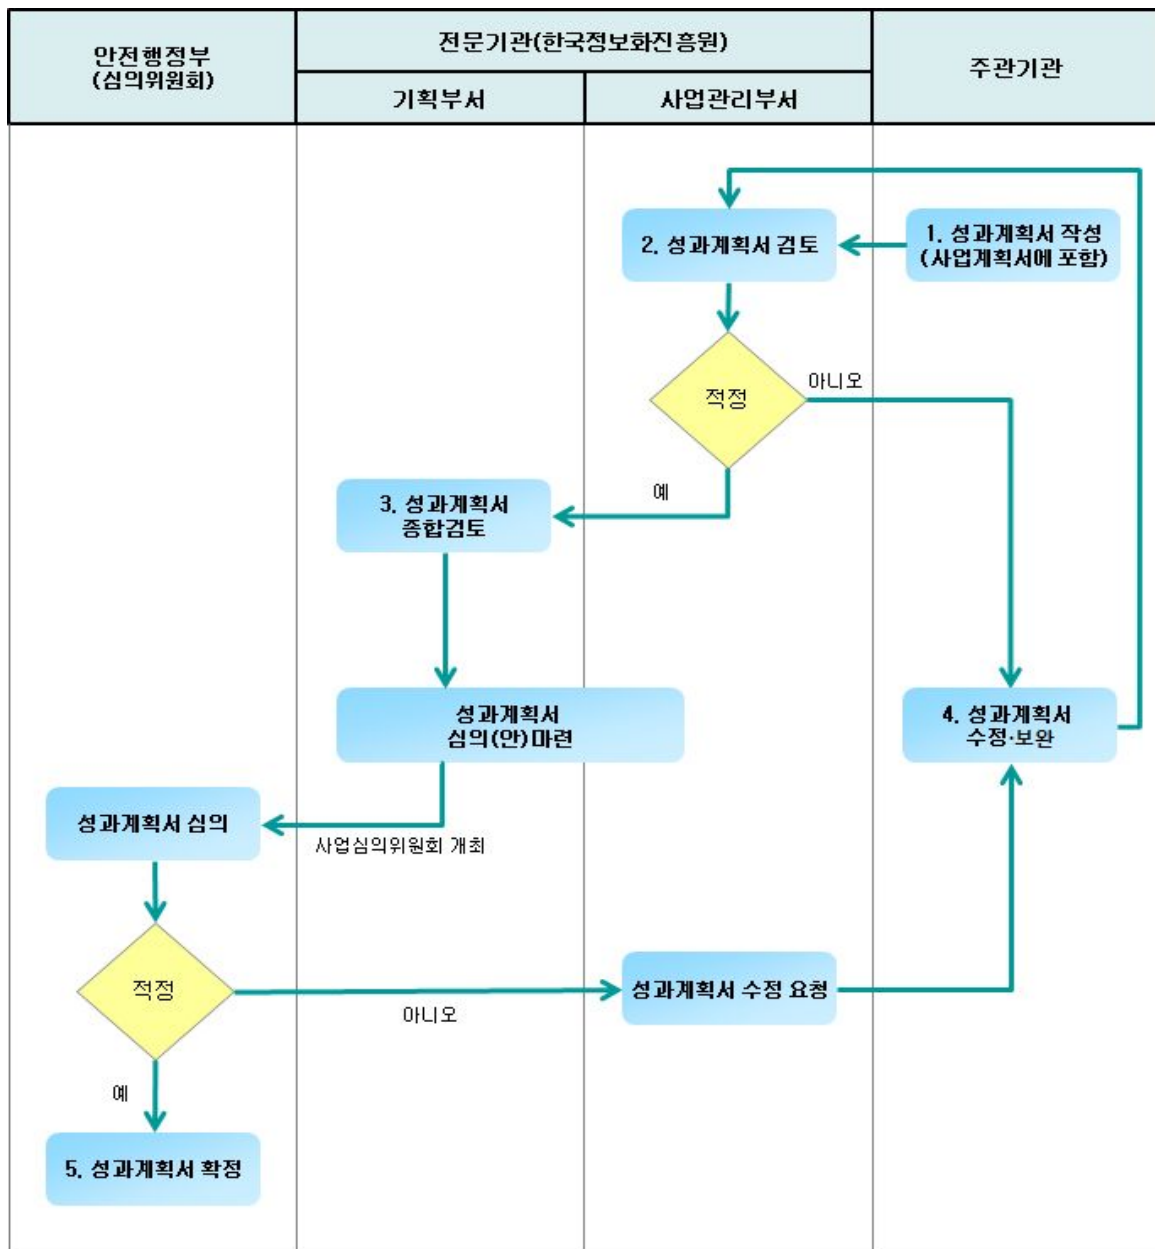 안전행정부
(심의위원회)
전문기관(한국정보화진흥원)
기획부서
사업관리부서
주관기관
2. 성과계획서 검토
1. 성과계획서 작성
(사업계획서에 포함)
적정
아니오
예
3. 성과계획서
종합검토
성과계획서
심의(안)마련
4. 성과계획서
수정·보완
성과계획서 심의
사업심의위원회 개최
적정
아니오
성과계획서 수정 요청
예
5. 성과계획서 확정